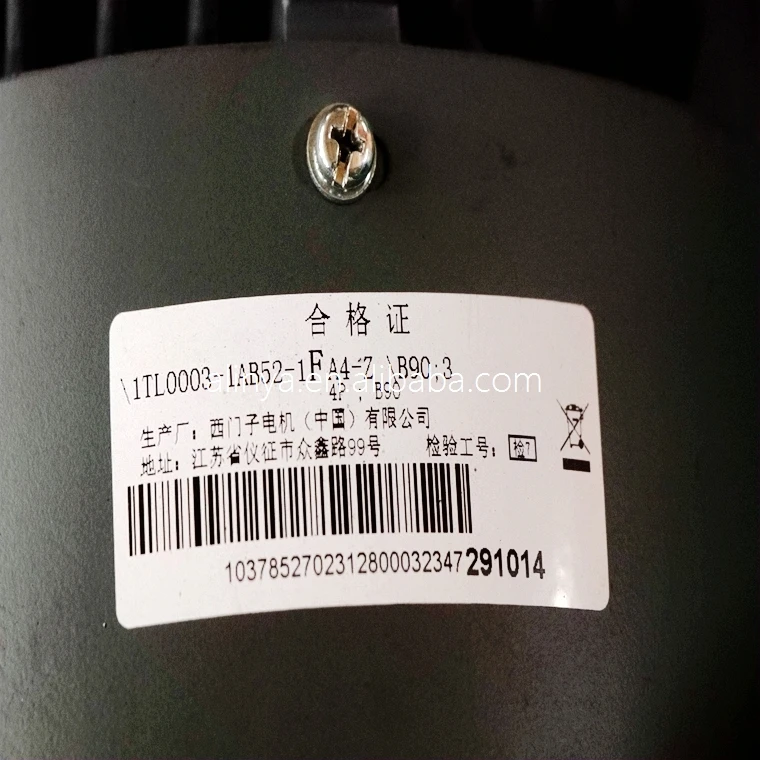 合格证
\1TL0003-1AB52-1FA4-Z \B90:3
4P , B90
生产厂: 西门子电机(中国)有限公司
地址: 江苏省仪征市众鑫路99号 检验工号: 检7
1037852702312800032347291014